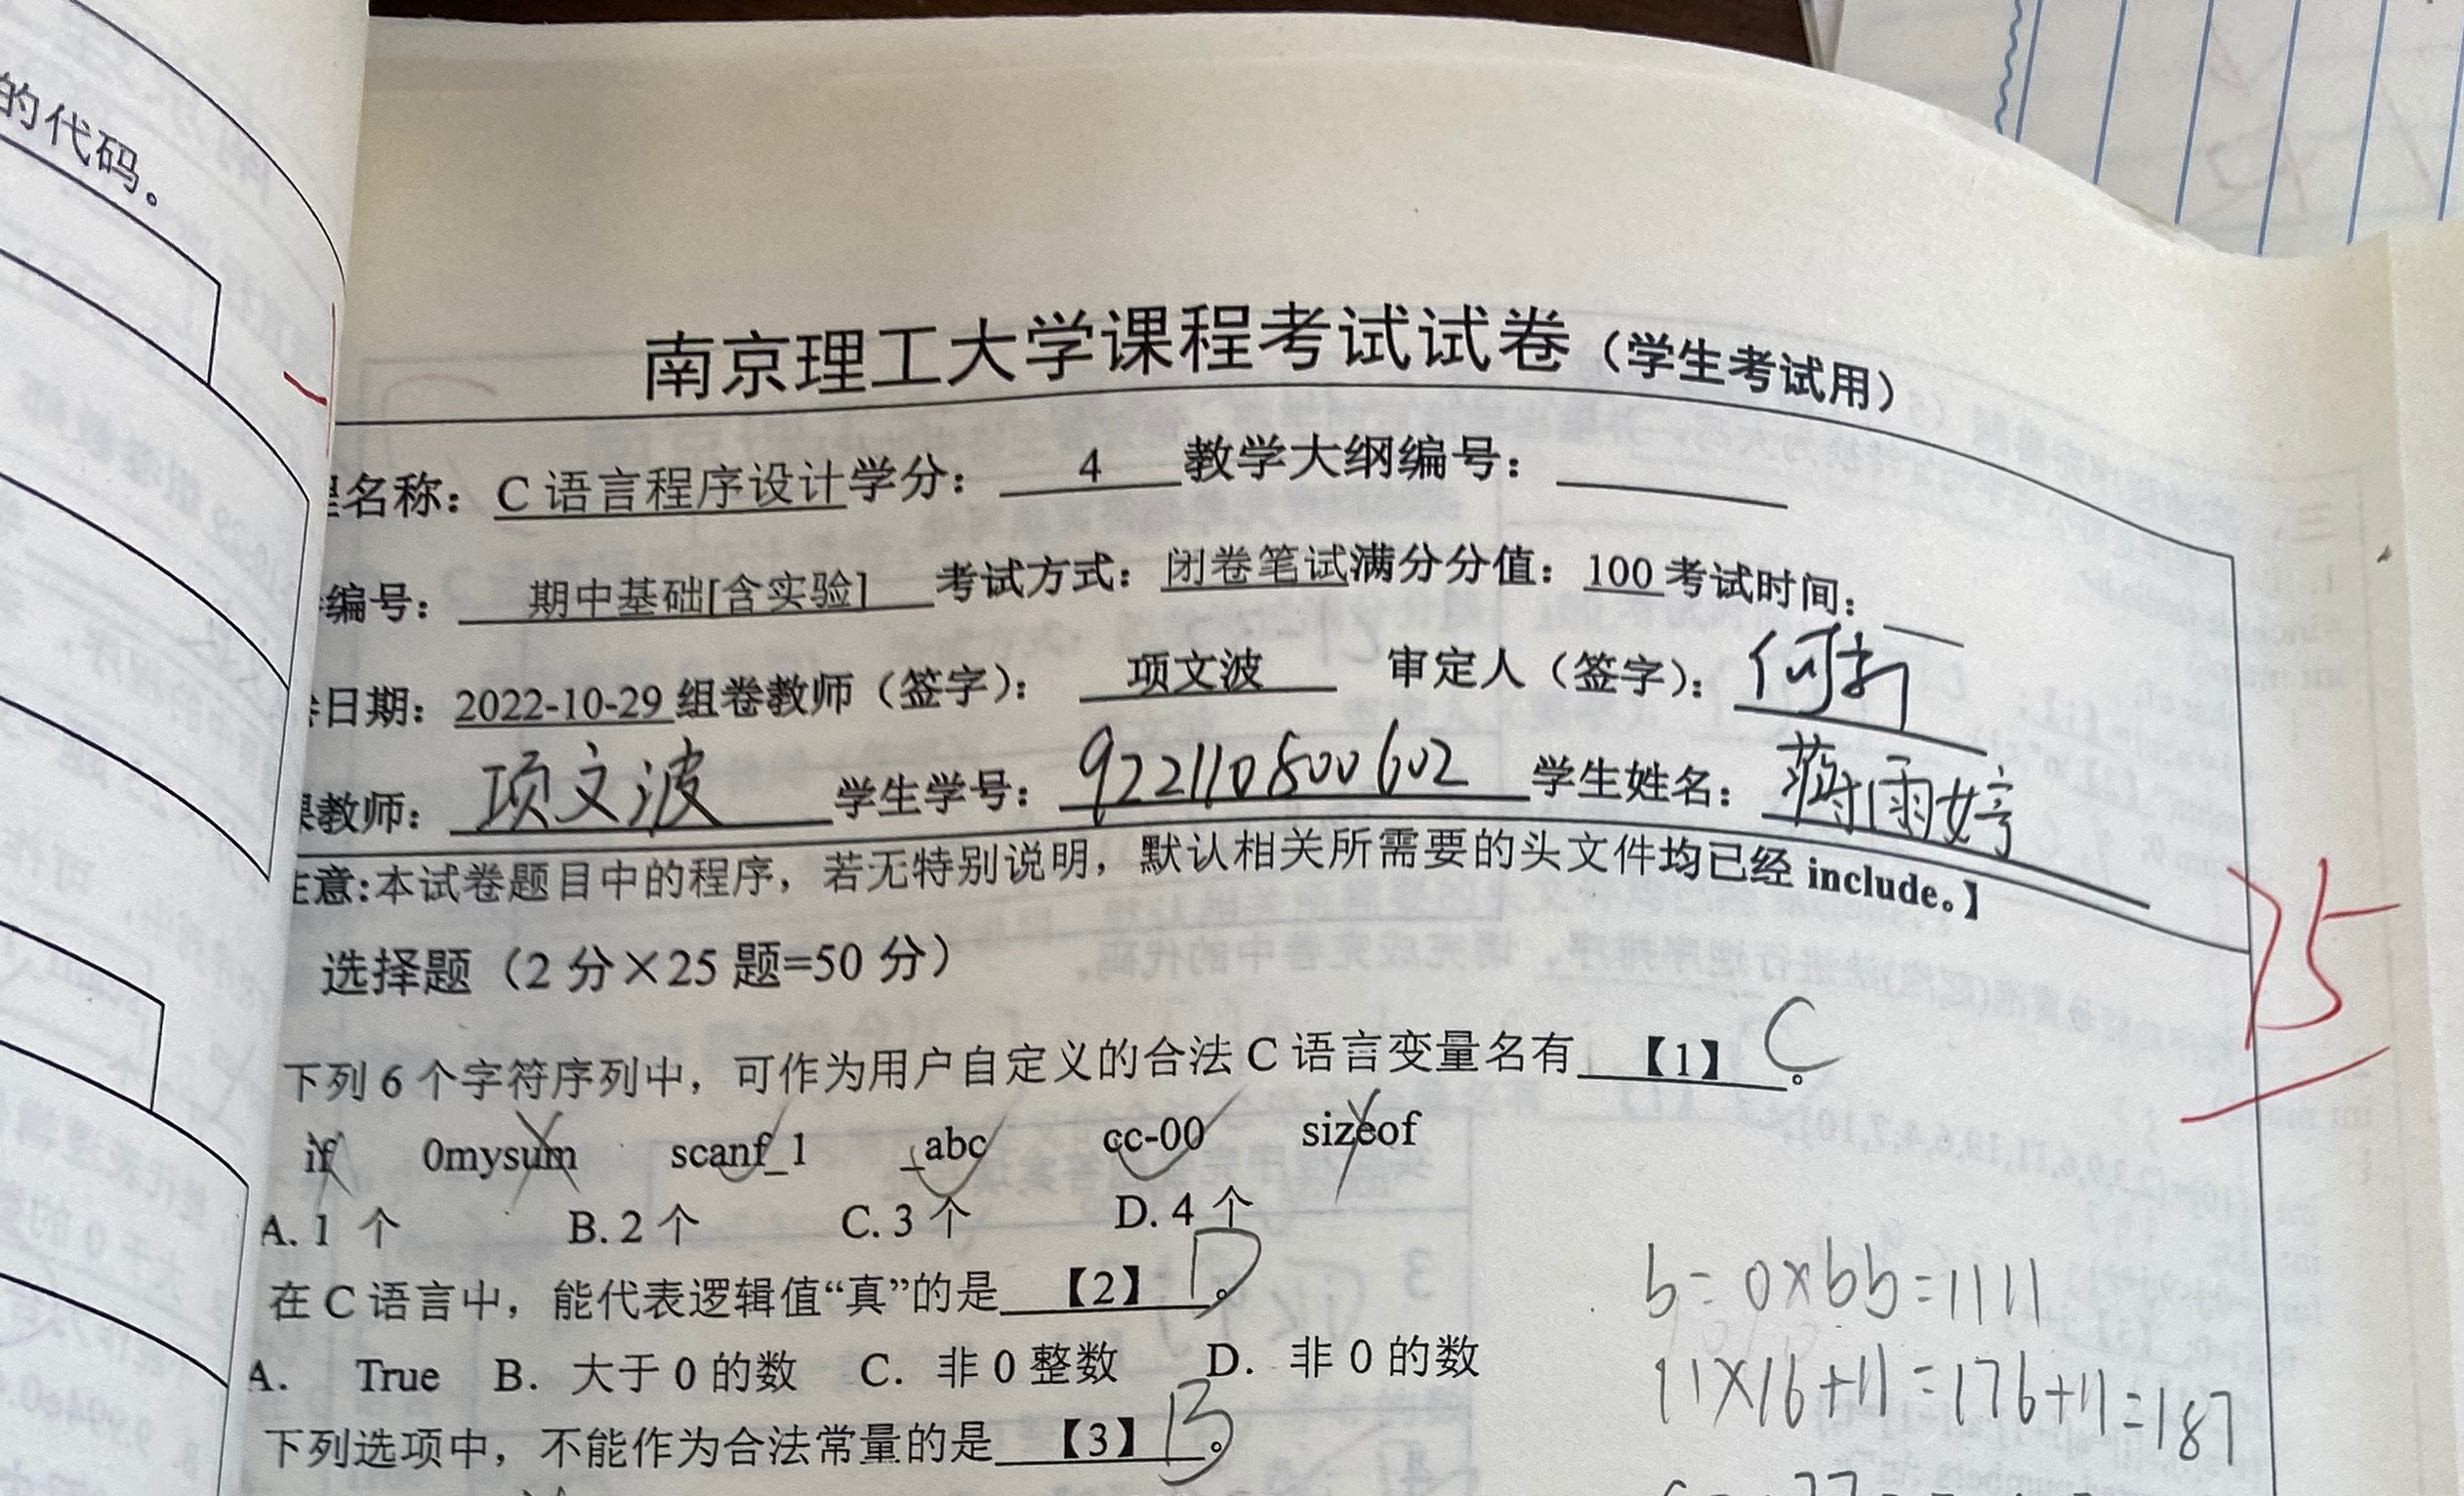 的代码。
南京理工大学课程考试试卷（学生考试用）
名称：C 语言程序设计学分： 4 教学大纲编号：
编号： 期中基础[含实验] 考试方式：闭卷笔试满分分值：100 考试时间：
日期：2022-10-29 组卷教师（签字）： 项文波 审定人（签字）：何新
教师： 项文波 学生学号：922110800602 学生姓名：蒋雨婷
意:本试卷题目中的程序，若无特别说明，默认相关所需要的头文件均已经 include。】
75
选择题（2 分×25 题=50 分）
下列 6 个字符序列中，可作为用户自定义的合法 C 语言变量名有 【1】 C 。
if 0mysum scanf_1 _abc cc-00 sizeof
A. 1 个 B. 2 个 C. 3 个 D. 4 个
在 C 语言中，能代表逻辑值“真”的是 【2】 D 。
A. True B. 大于 0 的数 C. 非 0 整数 D. 非 0 的数
下列选项中，不能作为合法常量的是 【3】 B 。
b = 0xbb = 1111
11×16+11 = 176+11 = 187